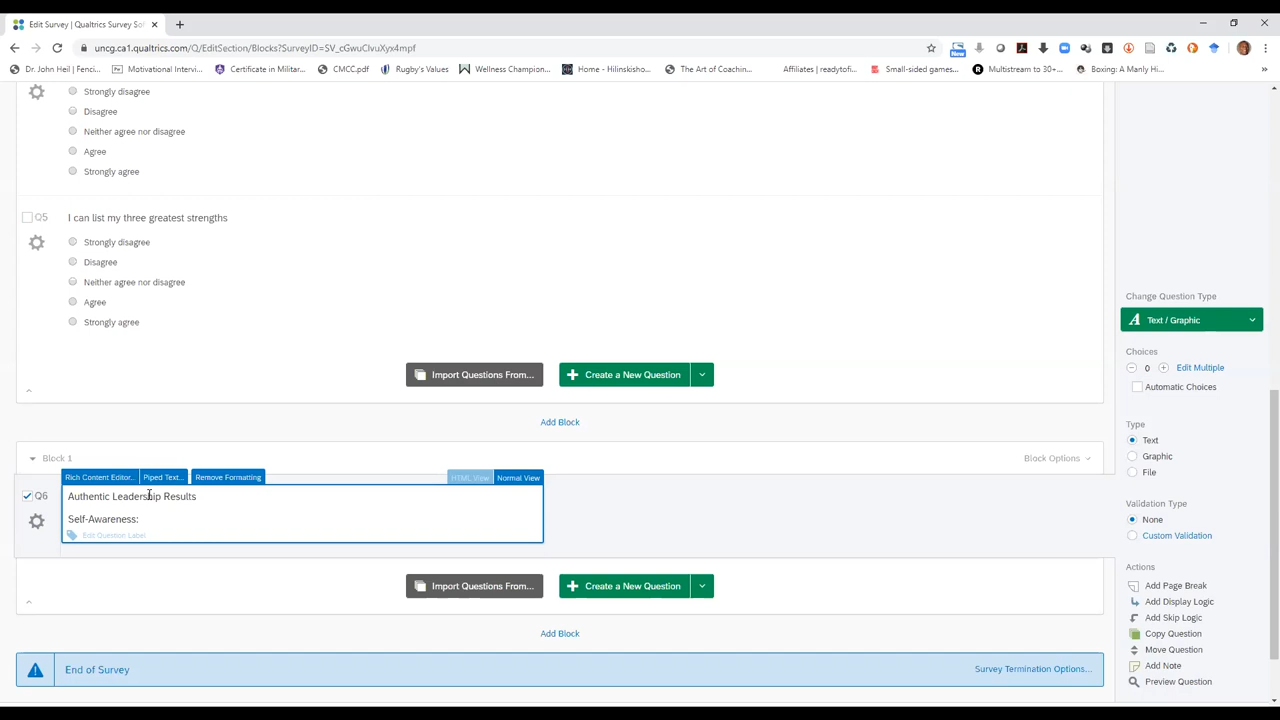 Edit Survey | Qualtrics Survey Sof
uncg.ca1.qualtrics.com/Q/EditSection/Blocks?SurveyID=SV_cGwuClvuXyx4mpf
New
Dr. John Heil | Fenci...
Motivational Intervi...
Certificate in Militar...
CMCC.pdf
Rugby's Values
Wellness Champion...
Home - Hilinskisho...
The Art of Coachin...
Affiliates | readytofi...
Small-sided games...
Multistream to 30+...
Boxing: A Manly Hi...
Strongly disagree
Disagree
Neither agree nor disagree
Agree
Strongly agree
Q5
I can list my three greatest strengths
Strongly disagree
Disagree
Neither agree nor disagree
Agree
Strongly agree
Import Questions From...
Create a New Question
Add Block
Block 1
Block Options
Rich Content Editor...
Piped Text...
Remove Formatting
HTML View
Normal View
Q6
Authentic Leadership Results
Self-Awareness:
Edit Question Label
Import Questions From...
Create a New Question
Add Block
End of Survey
Survey Termination Options...
Change Question Type
Text / Graphic
Choices
0
Edit Multiple
Automatic Choices
Type
Text
Graphic
File
Validation Type
None
Custom Validation
Actions
Add Page Break
Add Display Logic
Add Skip Logic
Copy Question
Move Question
Add Note
Preview Question